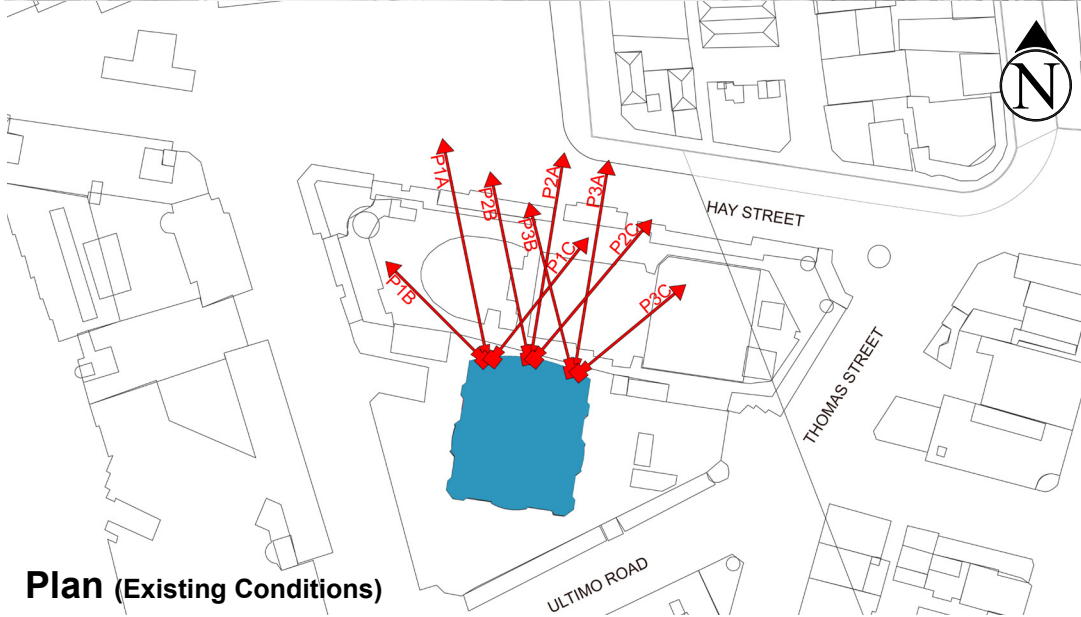 N
P1A
P2B
P2A
P3A
P3B
P1C
P2C
P1B
P3C
HAY STREET
THOMAS STREET
ULTIMO ROAD
Plan (Existing Conditions)